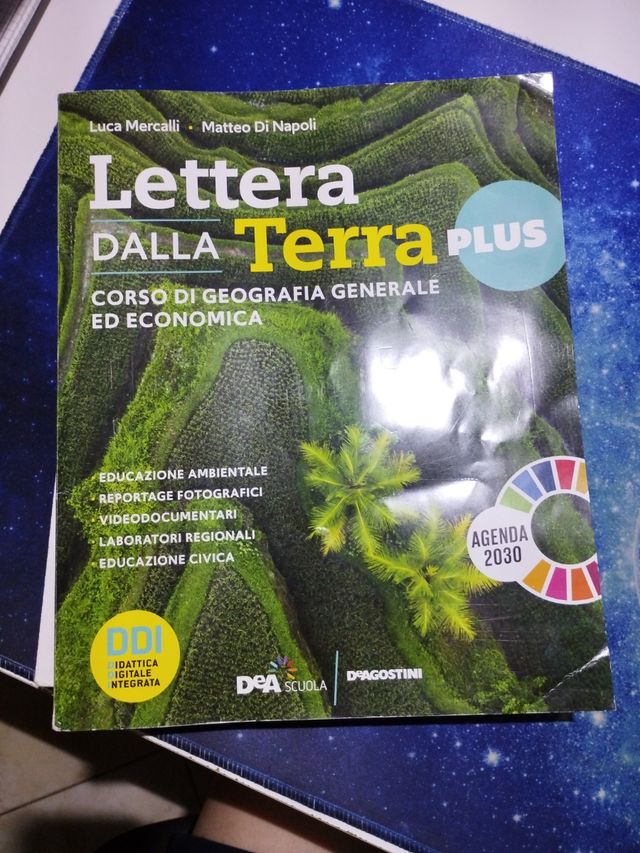 Luca Mercalli • Matteo Di Napoli
Lettera
DALLA Terra PLUS
CORSO DI GEOGRAFIA GENERALE
ED ECONOMICA
• EDUCAZIONE AMBIENTALE
• REPORTAGE FOTOGRAFICI
• VIDEODOCUMENTARI
• LABORATORI REGIONALI
• EDUCAZIONE CIVICA
AGENDA
2030
DDI
DIDATTICA
DIGITALE
INTEGRATA
DeA SCUOLA
DeAGOSTINI